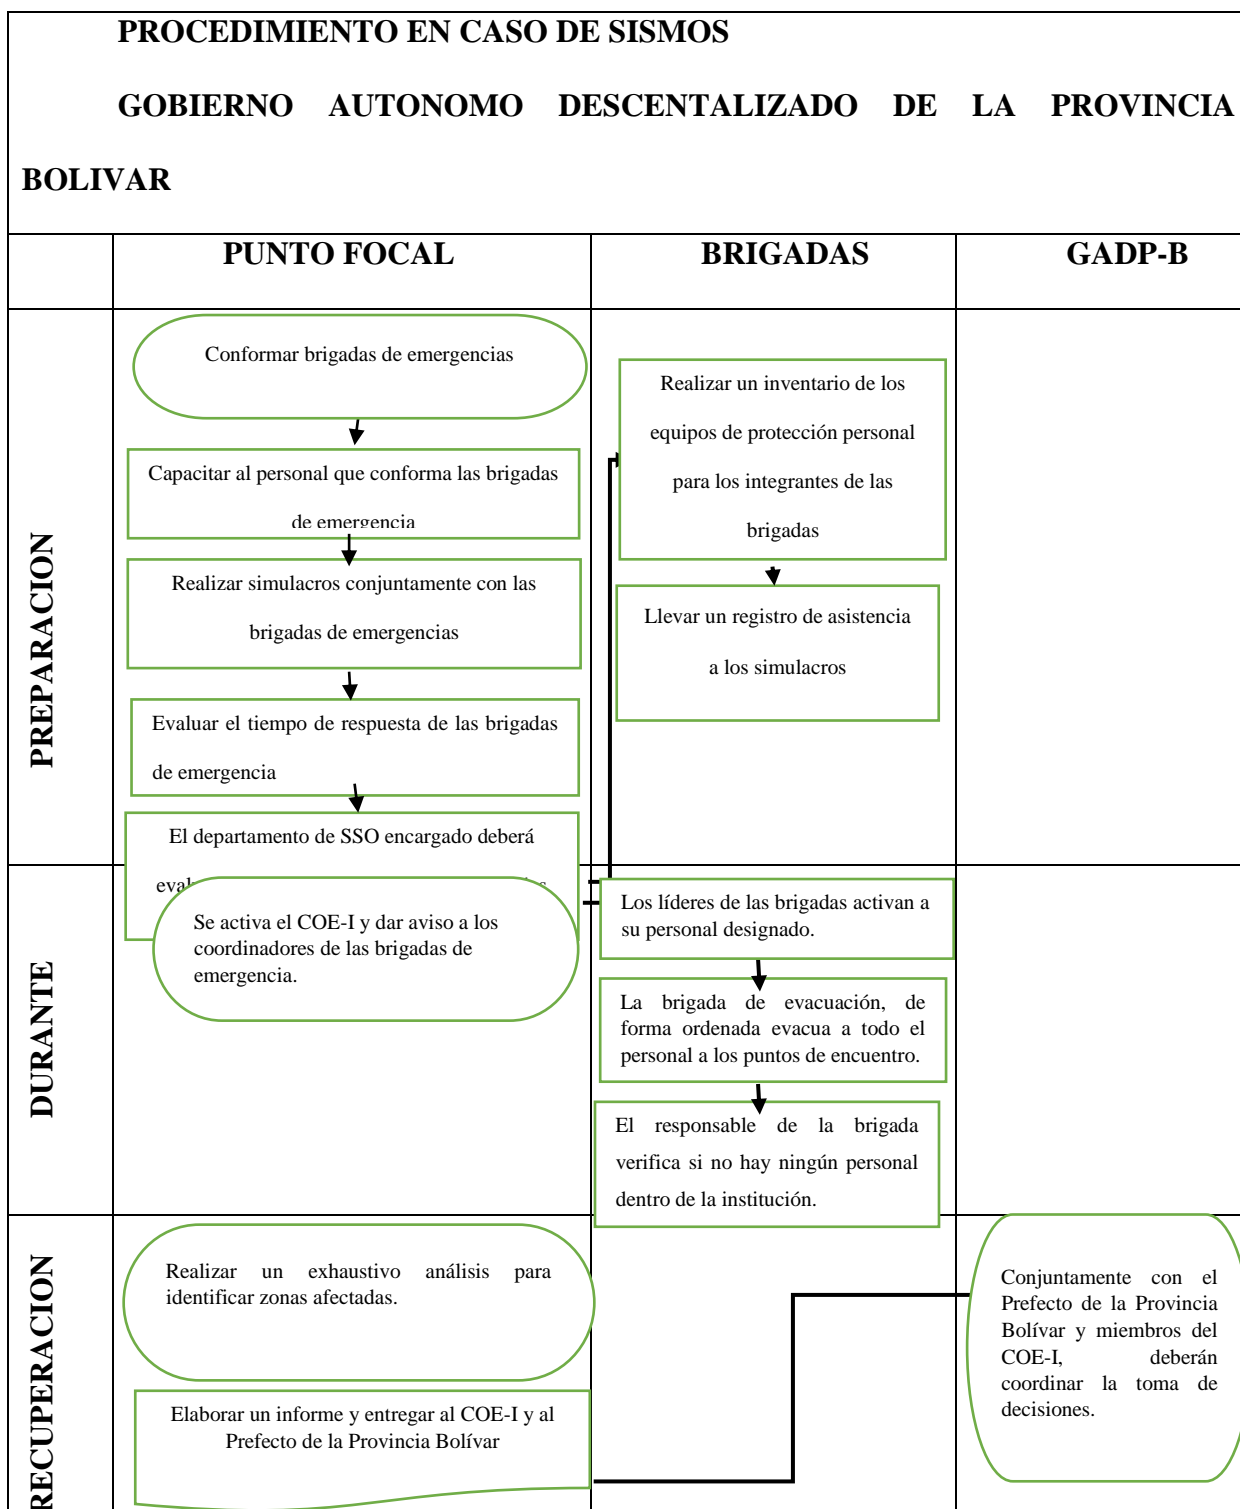 PROCEDIMIENTO EN CASO DE SISMOS
GOBIERNO AUTONOMO DESCENTALIZADO DE LA PROVINCIA
BOLIVAR
PUNTO FOCAL
BRIGADAS
GADP-B
PREPARACION
Conformar brigadas de emergencias
Capacitar al personal que conforma las brigadas
de emergencia
Realizar simulacros conjuntamente con las
brigadas de emergencias
Evaluar el tiempo de respuesta de las brigadas
de emergencia
El departamento de SSO encargado deberá
Realizar un inventario de los
equipos de protección personal
para los integrantes de las
brigadas
Llevar un registro de asistencia
a los simulacros
DURANTE
Se activa el COE-I y dar aviso a los
coordinadores de las brigadas de
emergencia.
Los líderes de las brigadas activan a
su personal designado.
La brigada de evacuación, de
forma ordenada evacua a todo el
personal a los puntos de encuentro.
El responsable de la brigada
verifica si no hay ningún personal
dentro de la institución.
RECUPERACION
Realizar un exhaustivo análisis para
identificar zonas afectadas.
Elaborar un informe y entregar al COE-I y al
Prefecto de la Provincia Bolívar
Conjuntamente con el
Prefecto de la Provincia
Bolívar y miembros del
COE-I, deberán
coordinar la toma de
decisiones.